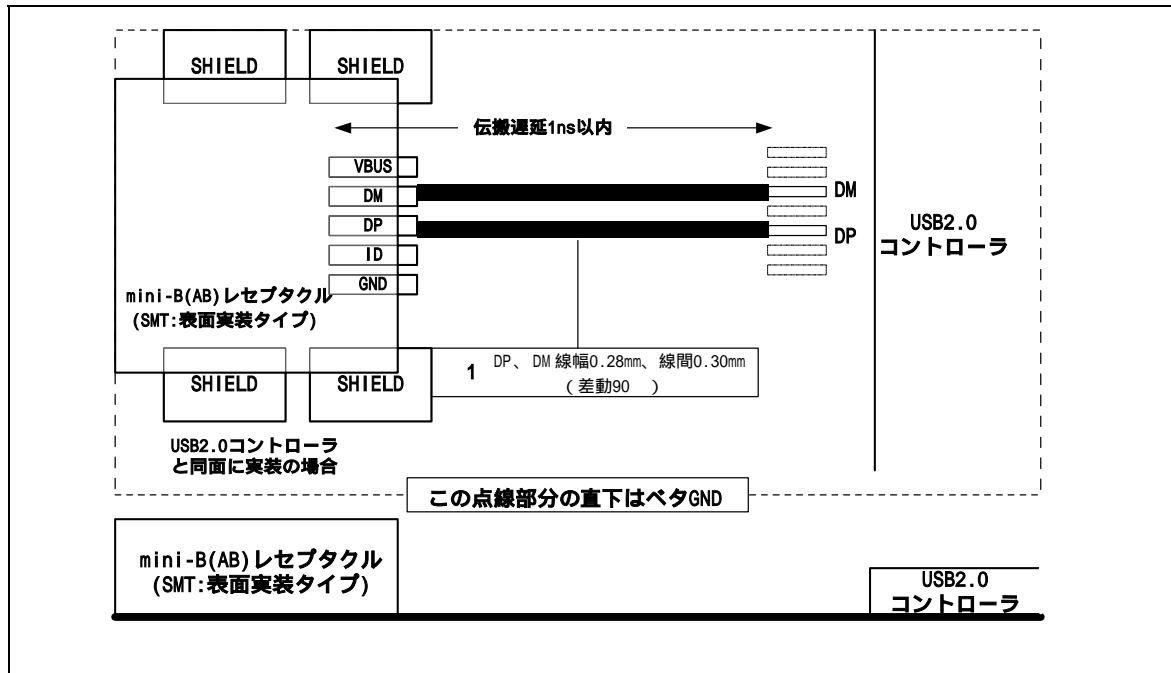 SHIELD SHIELD
伝搬遅延1ns以内
VBUS
DM
DP
ID
GND
DM
DP
USB2.0
コントローラ
mini-B(AB)レセプタクル
(SMT:表面実装タイプ)
1 DP、DM 線幅0.28mm、線間0.30mm
(差動90 )
SHIELD SHIELD
USB2.0コントローラ
と同面に実装の場合
この点線部分の直下はベタGND
mini-B(AB)レセプタクル
(SMT:表面実装タイプ)
USB2.0
コントローラ